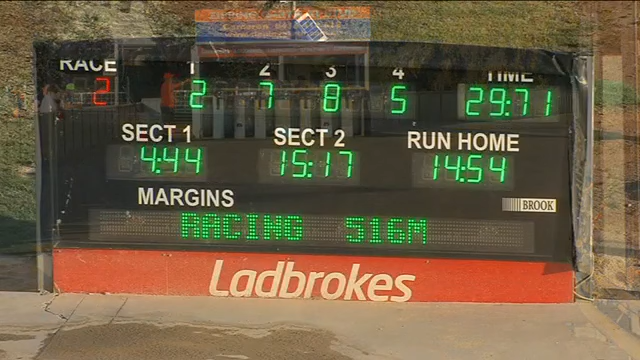 RACE 1 2 3 4 TIME
2 2 7 8 5 29:71
SECT 1 SECT 2 RUN HOME
4:44 15:17 14:54
MARGINS
BROOK
RACING 516M
Ladbrokes